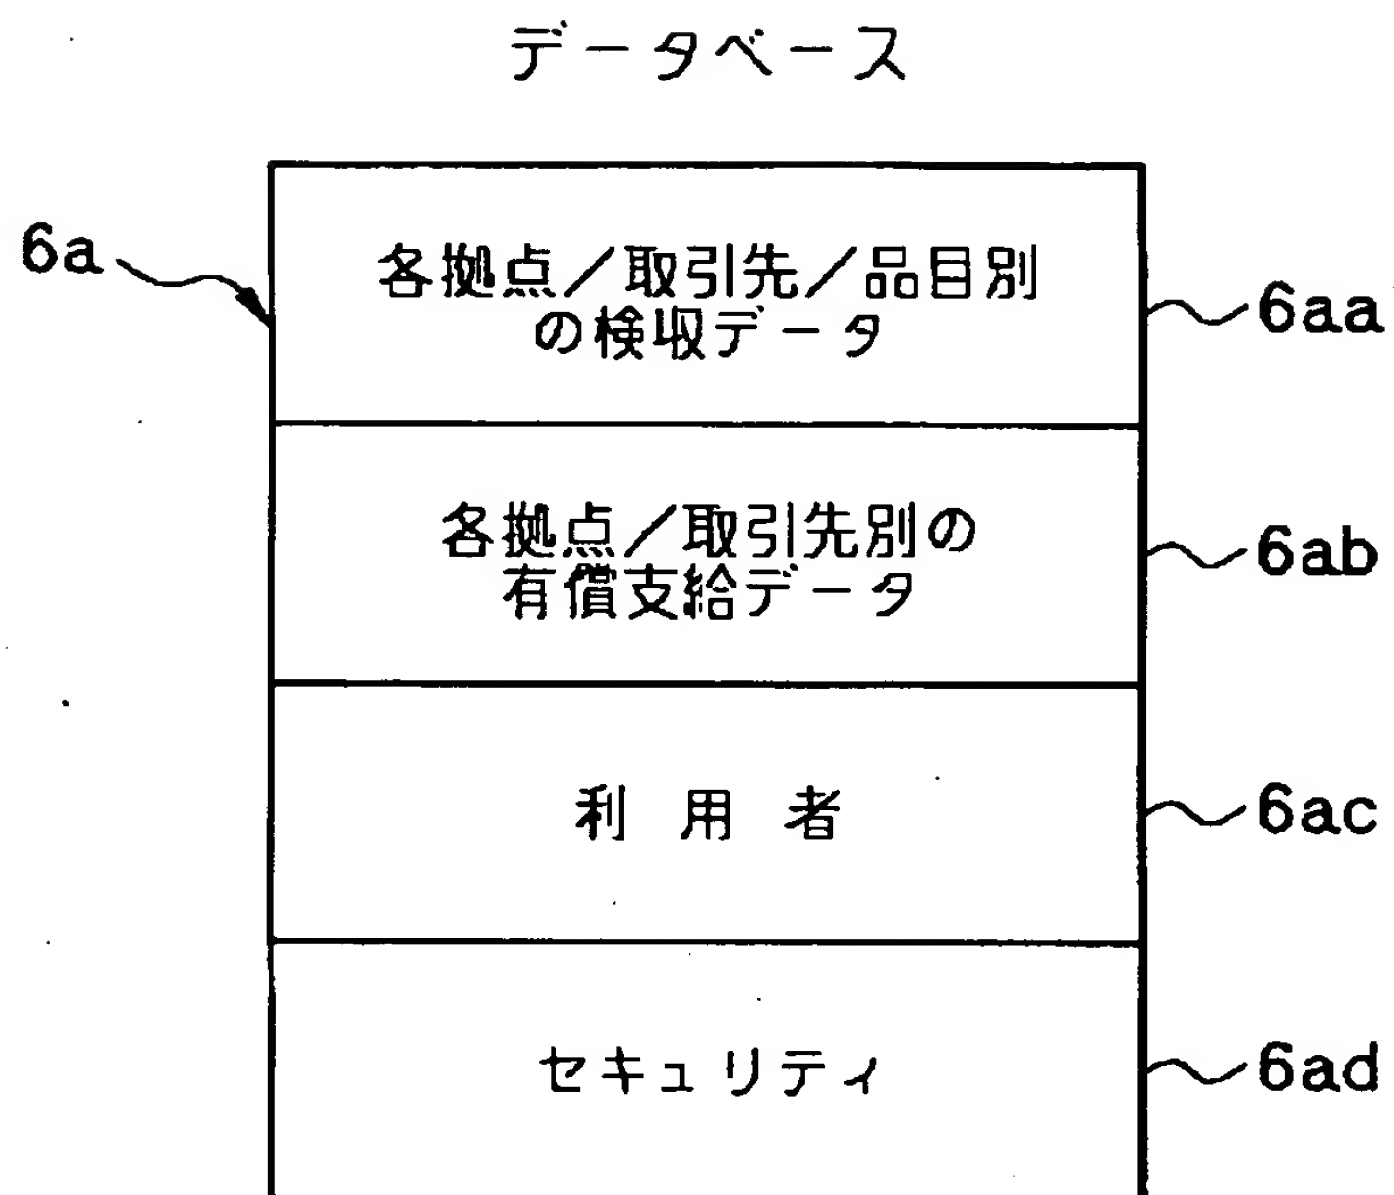 データベース
6a
各拠点／取引先／品目別
の検収データ
6aa
各拠点／取引先別の
有償支給データ
6ab
利用者
6ac
セキュリティ
6ad